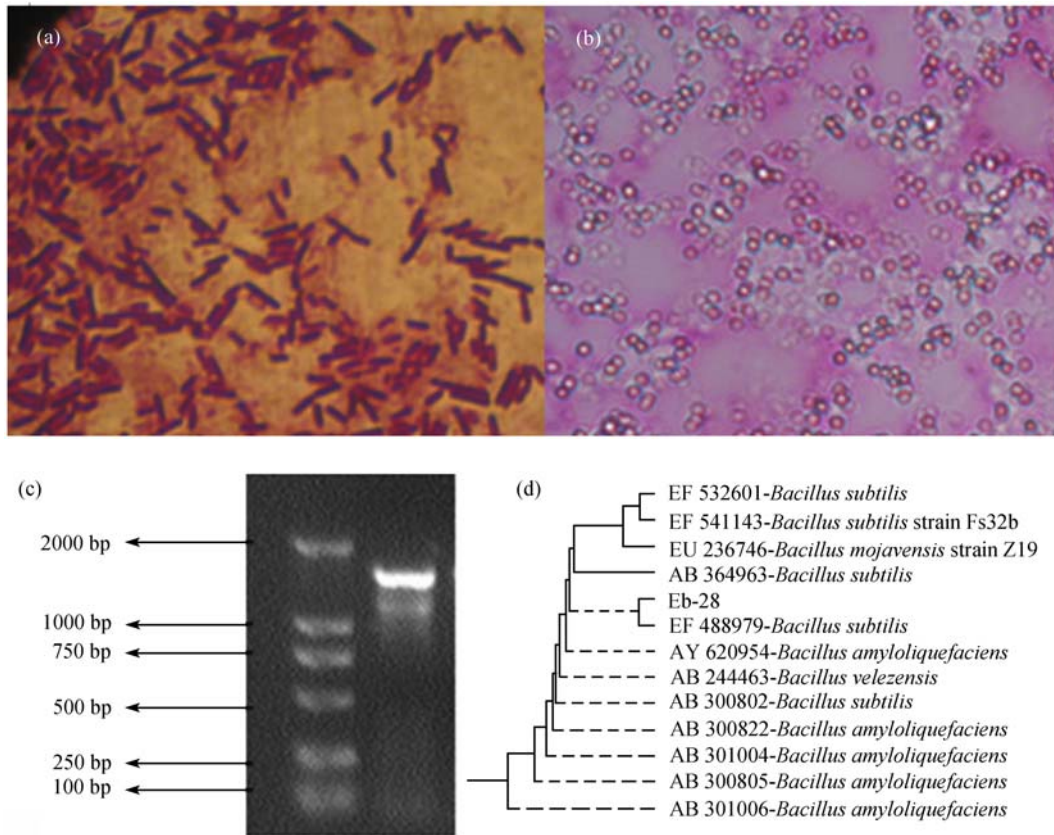 (a)
(b)
(c)
2000 bp
1000 bp
750 bp
500 bp
250 bp
100 bp
(d)
EF 532601-Bacillus subtilis
EF 541143-Bacillus subtilis strain Fs32b
EU 236746-Bacillus mojavensis strain Z19
AB 364963-Bacillus subtilis
Eb-28
EF 488979-Bacillus subtilis
AY 620954-Bacillus amyloliquefaciens
AB 244463-Bacillus velezensis
AB 300802-Bacillus subtilis
AB 300822-Bacillus amyloliquefaciens
AB 301004-Bacillus amyloliquefaciens
AB 300805-Bacillus amyloliquefaciens
AB 301006-Bacillus amyloliquefaciens